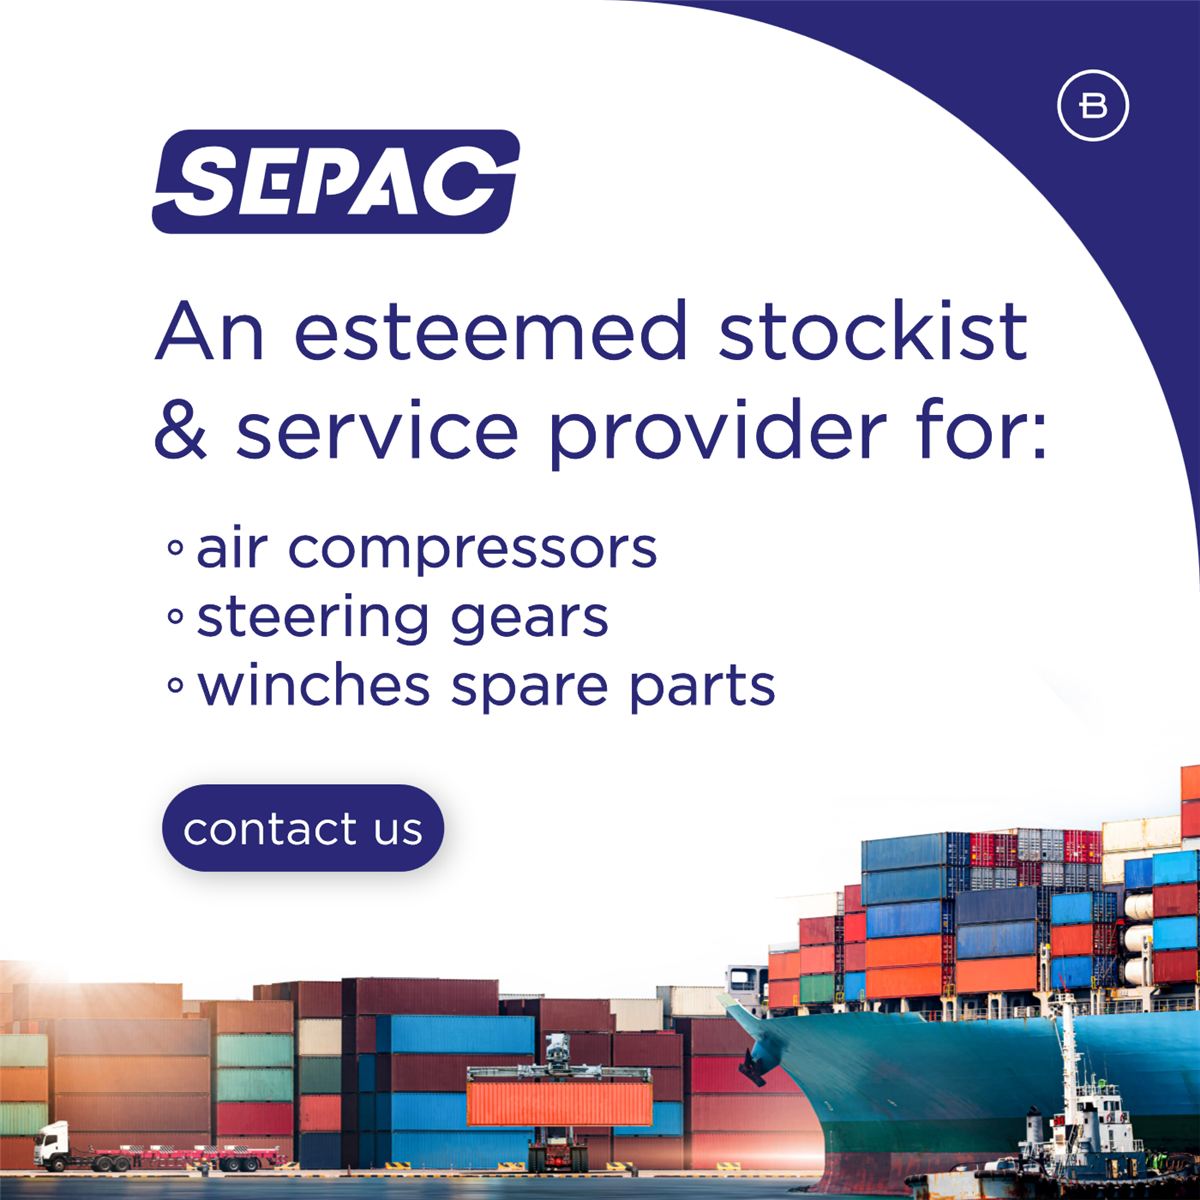 B
SEPAC
An esteemed stockist
& service provider for:
air compressors
steering gears
winches spare parts
contact us